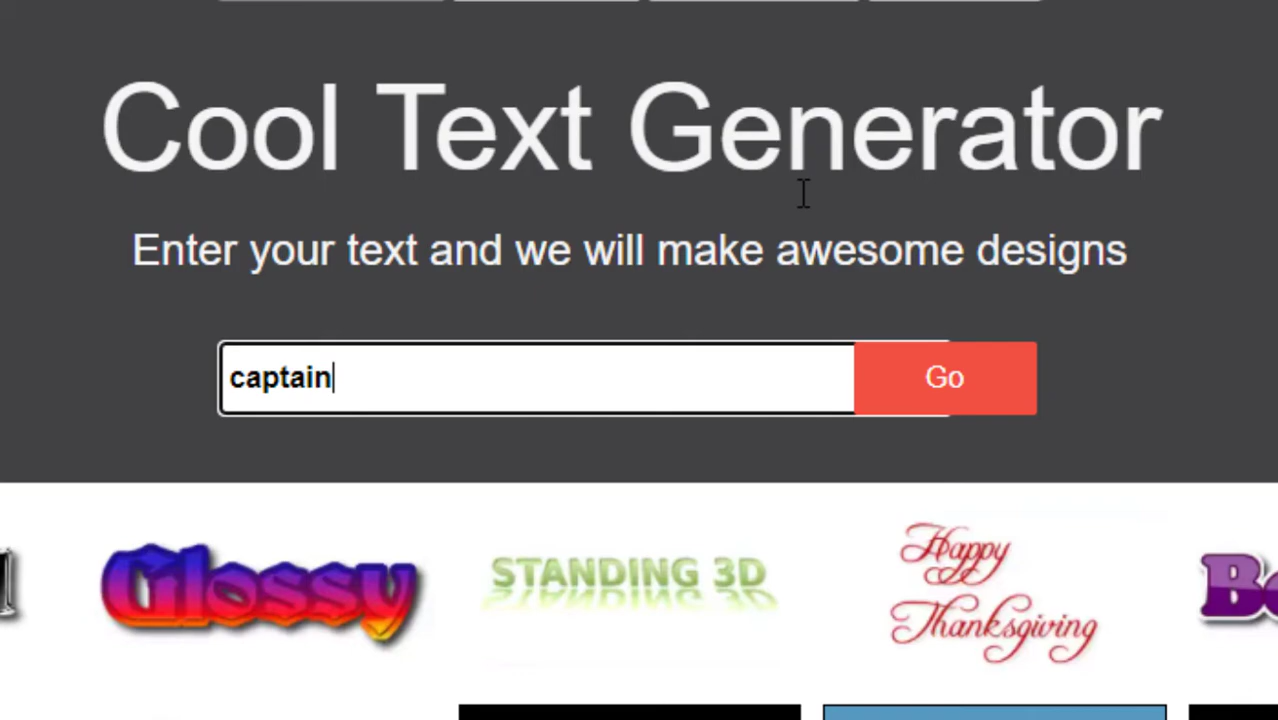 Cool Text Generator
Enter your text and we will make awesome designs
captain
Go
Glossy
STANDING 3D
Happy
Thanksgiving